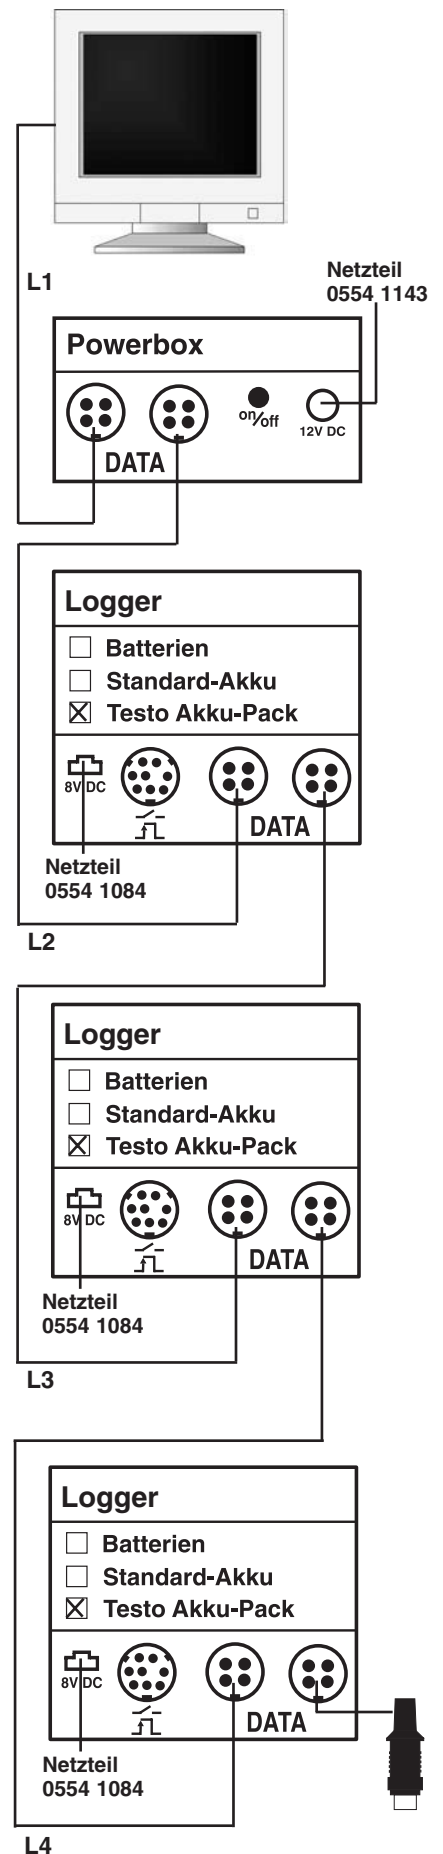 L1
Netzteil
0554 1143
Powerbox
on/off
12V DC
DATA
Logger
Batterien
Standard-Akku
Testo Akku-Pack
8V DC
DATA
Netzteil
0554 1084
L2
Logger
Batterien
Standard-Akku
Testo Akku-Pack
8V DC
DATA
Netzteil
0554 1084
L3
Logger
Batterien
Standard-Akku
Testo Akku-Pack
8V DC
DATA
Netzteil
0554 1084
L4